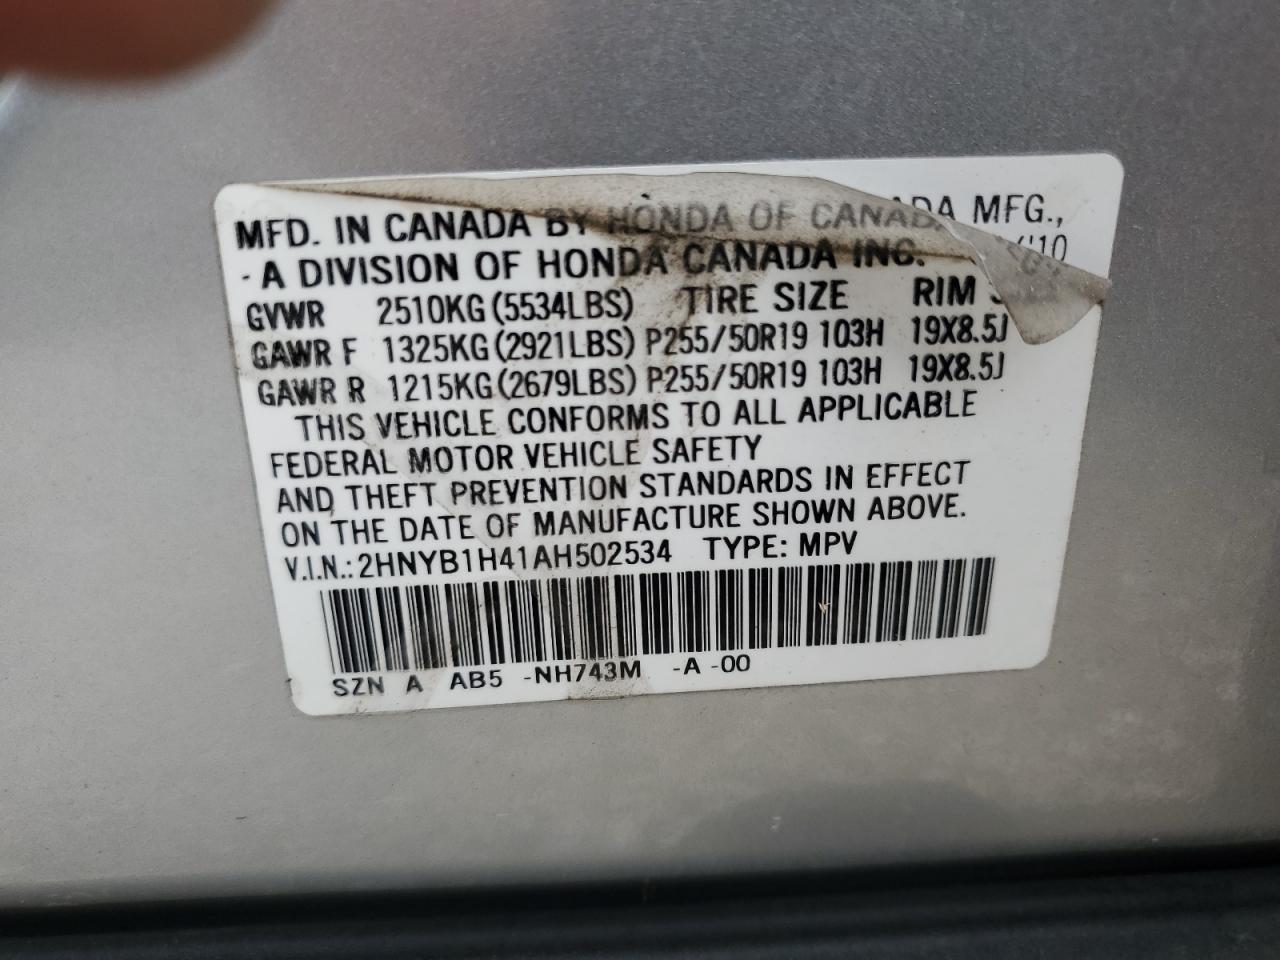 MFD. IN CANADA BY HONDA OF CANADA MFG.,
- A DIVISION OF HONDA CANADA INC. /'10
GVWR 2510KG (5534LBS) TIRE SIZE RIM
GAWR F 1325KG (2921LBS) P255/50R19 103H 19X8.5J
GAWR R 1215KG (2679LBS) P255/50R19 103H 19X8.5J
THIS VEHICLE CONFORMS TO ALL APPLICABLE
FEDERAL MOTOR VEHICLE SAFETY
AND THEFT PREVENTION STANDARDS IN EFFECT
ON THE DATE OF MANUFACTURE SHOWN ABOVE.
V.I.N.: 2HNYB1H41AH502534 TYPE: MPV
SZN A AB5 -NH743M -A -00